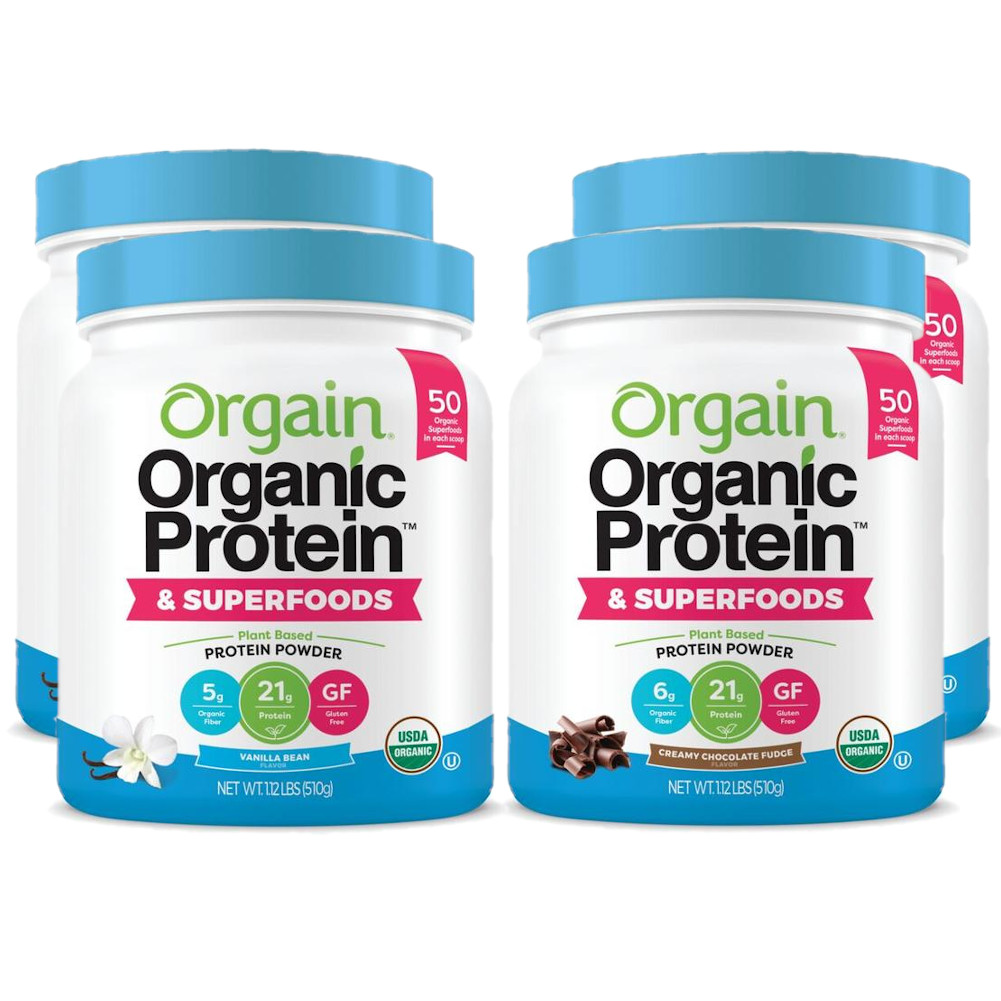 Orgain®
Organic
Protein™
& SUPERFOODS
Plant Based
PROTEIN POWDER
5g
Organic
Fiber
21g
Protein
GF
Gluten
Free
VANILLA BEAN
FLAVOR
USDA
ORGANIC
U
NET WT. 1.12 LBS (510g)
50
Organic
Superfoods
in each scoop
Orgain®
Organic
Protein™
& SUPERFOODS
Plant Based
PROTEIN POWDER
6g
Organic
Fiber
21g
Protein
GF
Gluten
Free
CREAMY CHOCOLATE FUDGE
FLAVOR
USDA
ORGANIC
U
NET WT. 1.12 LBS (510g)
50
Organic
Superfoods
in each scoop
50
Organic
Superfoods
in each scoop
U